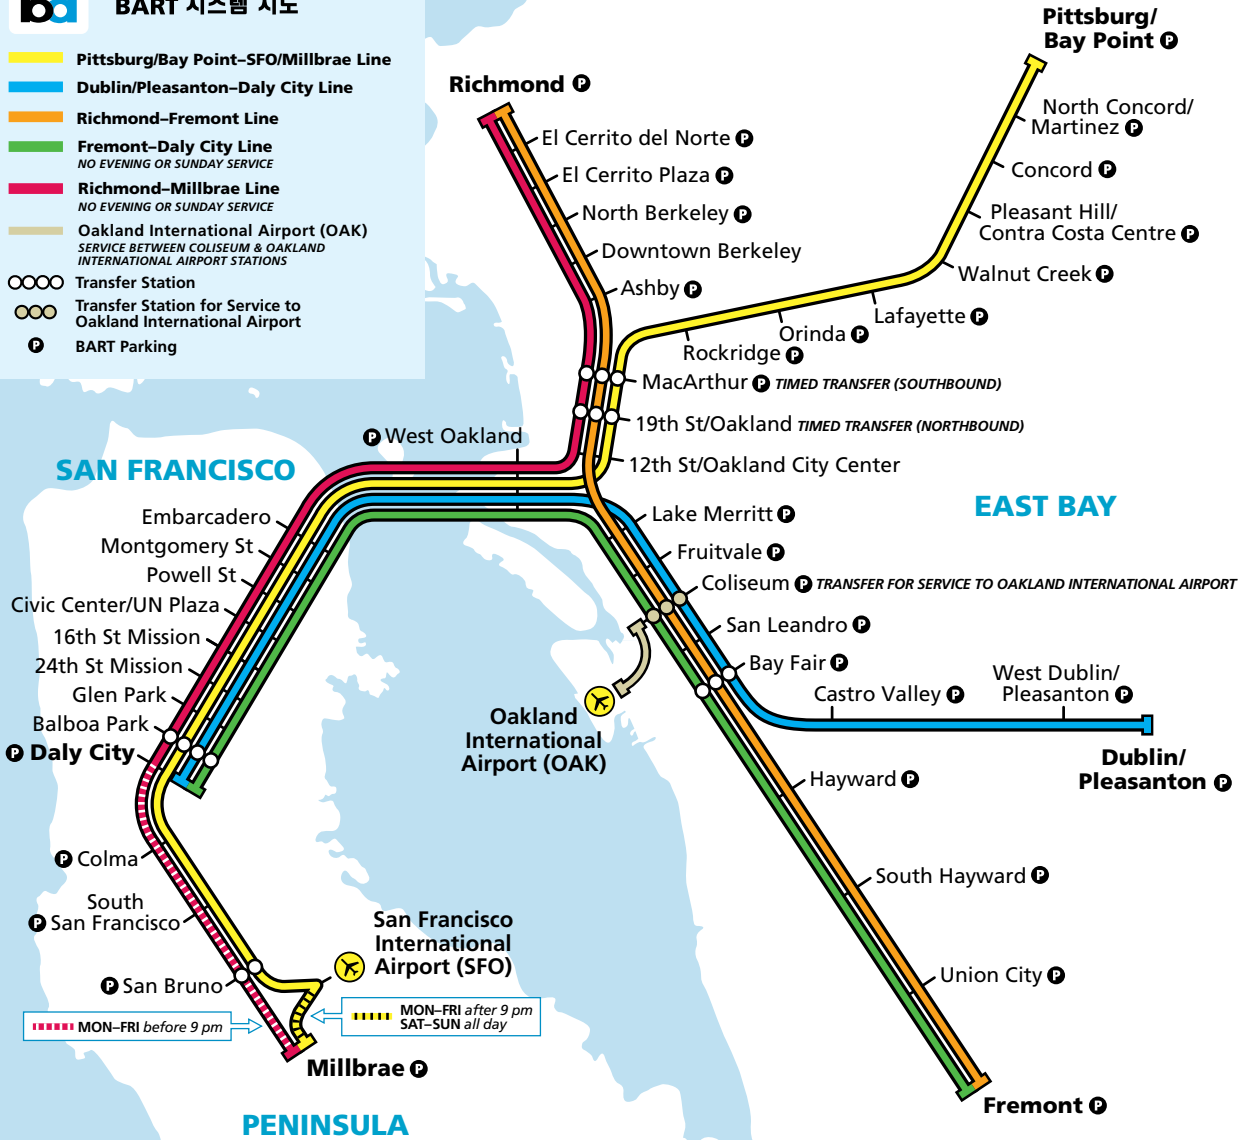 ba
BART 시스템 지도
Pittsburg/Bay Point–SFO/Millbrae Line
Dublin/Pleasanton–Daly City Line
Richmond–Fremont Line
Fremont–Daly City Line
NO EVENING OR SUNDAY SERVICE
Richmond–Millbrae Line
NO EVENING OR SUNDAY SERVICE
Oakland International Airport (OAK)
SERVICE BETWEEN COLISEUM & OAKLAND
INTERNATIONAL AIRPORT STATIONS
Transfer Station
Transfer Station for Service to
Oakland International Airport
P BART Parking
Pittsburg/
Bay Point P
North Concord/
Martinez P
Concord P
Pleasant Hill/
Contra Costa Centre P
Walnut Creek P
Lafayette P
Orinda P
Rockridge P
Richmond P
El Cerrito del Norte P
El Cerrito Plaza P
North Berkeley P
Downtown Berkeley
Ashby P
MacArthur P TIMED TRANSFER (SOUTHBOUND)
19th St/Oakland TIMED TRANSFER (NORTHBOUND)
12th St/Oakland City Center
P West Oakland
SAN FRANCISCO
EAST BAY
Embarcadero
Montgomery St
Powell St
Civic Center/UN Plaza
16th St Mission
24th St Mission
Glen Park
Balboa Park
P Daly City
Lake Merritt P
Fruitvale P
Coliseum P TRANSFER FOR SERVICE TO OAKLAND INTERNATIONAL AIRPORT
San Leandro P
Bay Fair P
Castro Valley P
West Dublin/
Pleasanton P
Dublin/
Pleasanton P
Oakland
International
Airport (OAK)
Hayward P
South Hayward P
Union City P
Fremont P
P Colma
South
P San Francisco
P San Bruno
San Francisco
International
Airport (SFO)
MON–FRI before 9 pm
MON–FRI after 9 pm
SAT–SUN all day
Millbrae P
PENINSULA